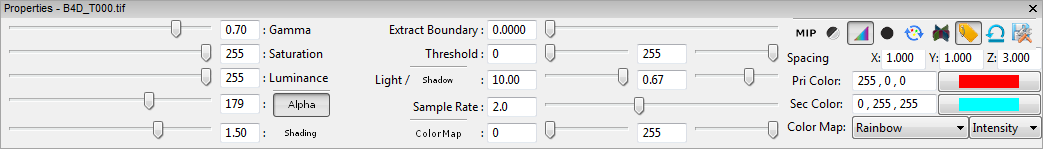 Properties - B4D_T000.tif
0.70 : Gamma Extract Boundary: 0.0000 MIP
255 : Saturation Threshold : 0 255 Spacing X: 1.000 Y: 1.000 Z: 3.000
255 : Luminance Light / Shadow : 10.00 0.67 Pri Color: 255 , 0 , 0
179 : Alpha Sample Rate : 2.0 Sec Color: 0 , 255 , 255
1.50 : Shading ColorMap : 0 255 Color Map: Rainbow Intensity